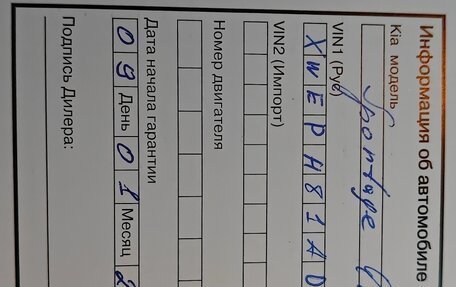 Информация об автомобиле
Kia модель Sportage
VIN1 (Рус) XWEPH81AD
VIN2 (Импорт)
Номер двигателя
Дата начала гарантии
09 День 01 Месяц 2
Подпись Дилера: